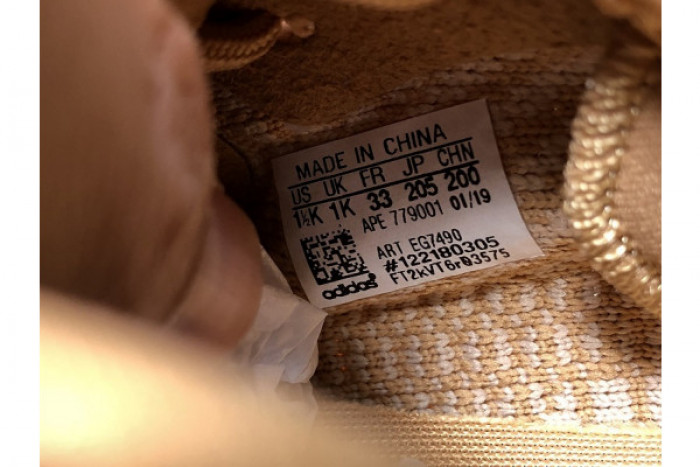 MADE IN CHINA
US UK FR JP CHN
1½K 1K 33 205 200
APE 779001 01/19
ART EG7490
#122180305
FT2KVT6r03575
adidas